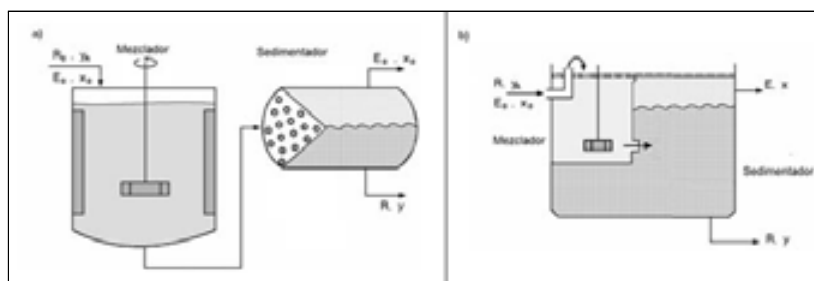 a)
Mezclador
Sedimentador
R₀ , y₀
E₀ , x₀
E₀ , x₀
R, y
b)
R, y₀
E₀ , x₀
E. x
Mezclador
Sedimentador
R, y